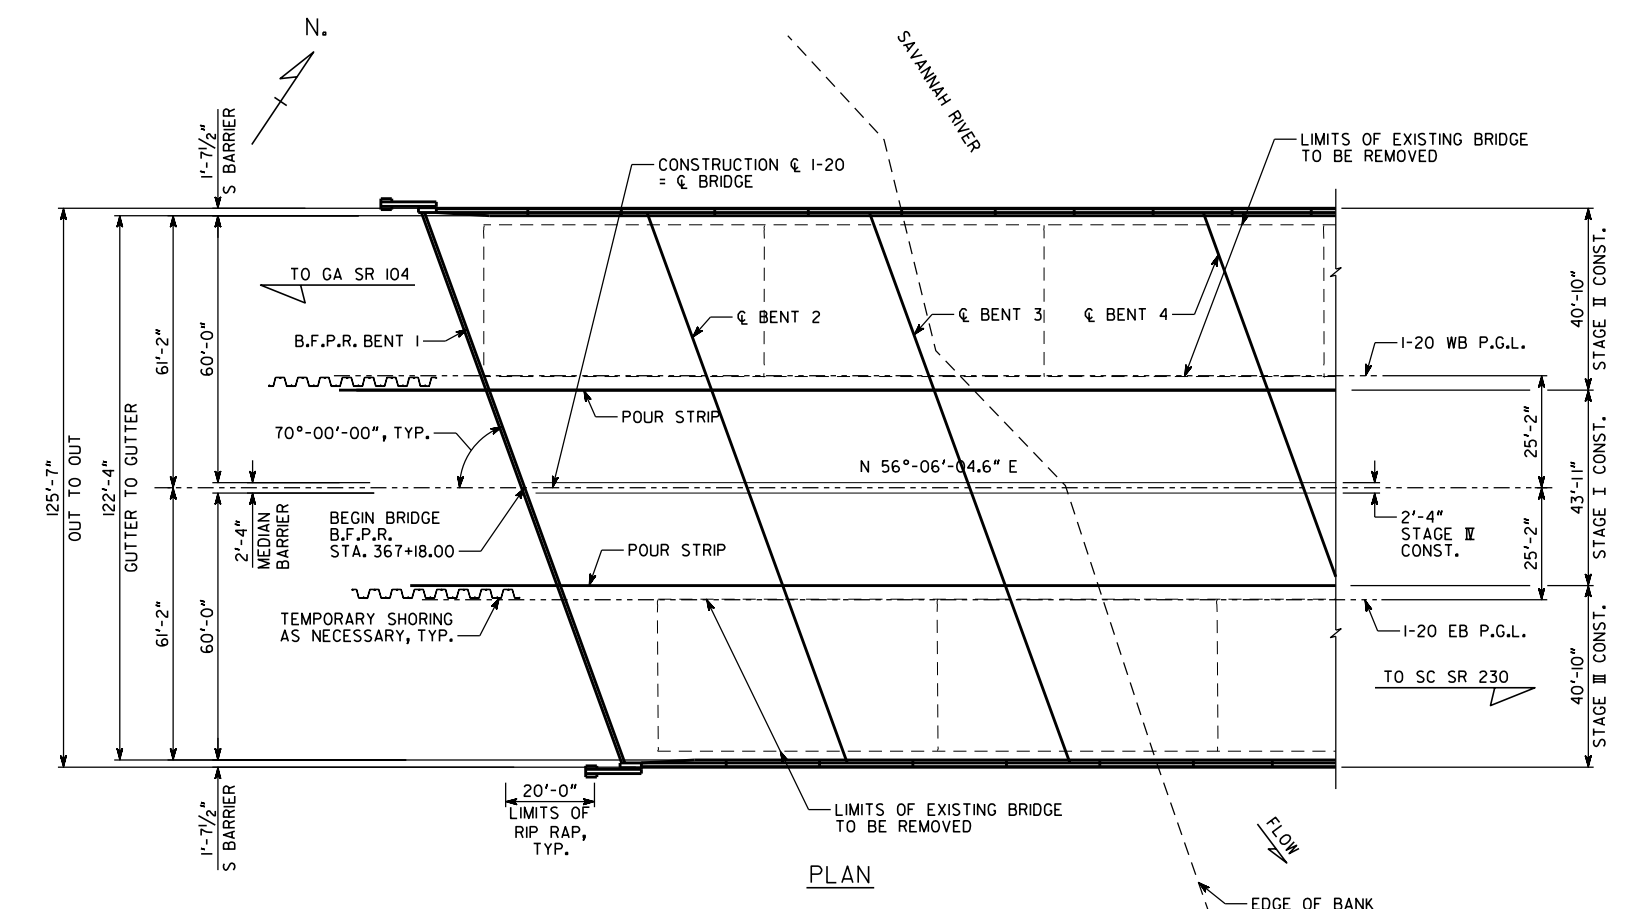 N.
SAVANNAH RIVER
1'-7 1/2"
S BARRIER
CONSTRUCTION ℄ I-20
= ℄ BRIDGE
LIMITS OF EXISTING BRIDGE
TO BE REMOVED
TO GA SR 104
B.F.P.R. BENT 1
℄ BENT 2
℄ BENT 3
℄ BENT 4
I-20 WB P.G.L.
40'-10"
STAGE II CONST.
61'-2"
60'-0"
POUR STRIP
70°-00'-00", TYP.
25'-2"
125'-7"
OUT TO OUT
122'-4"
GUTTER TO GUTTER
N 56°-06'-04.6" E
43'-11"
STAGE I CONST.
2'-4"
MEDIAN
BARRIER
BEGIN BRIDGE
B.F.P.R.
STA. 367+18.00
POUR STRIP
2'-4"
STAGE IV
CONST.
25'-2"
61'-2"
60'-0"
TEMPORARY SHORING
AS NECESSARY, TYP.
I-20 EB P.G.L.
TO SC SR 230
40'-10"
STAGE III CONST.
1'-7 1/2"
S BARRIER
20'-0"
LIMITS OF
RIP RAP,
TYP.
LIMITS OF EXISTING BRIDGE
TO BE REMOVED
FLOW
PLAN
EDGE OF BANK